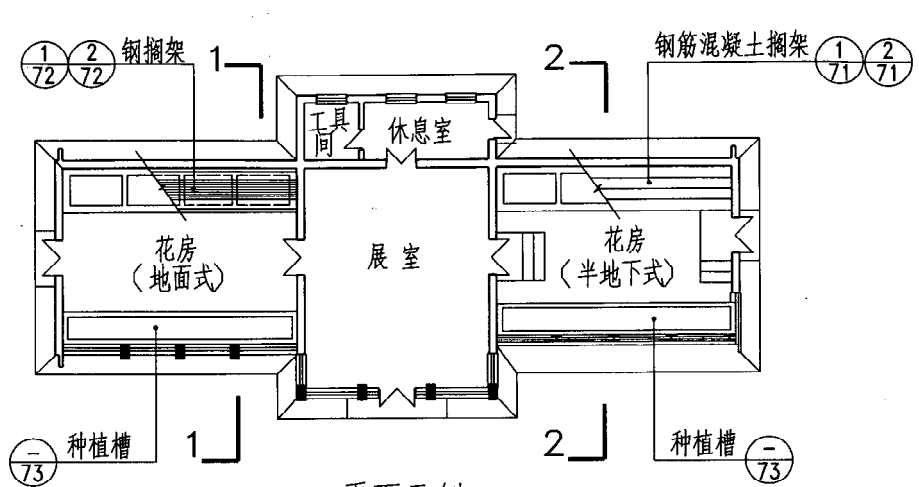 1 2 钢搁架 1 2 钢筋混凝土搁架 1 2
72 72 71 71
工具
间
休息室
花房
(地面式)
展室
花房
(半地下式)
种植槽 1 2 种植槽 —
— 73
73